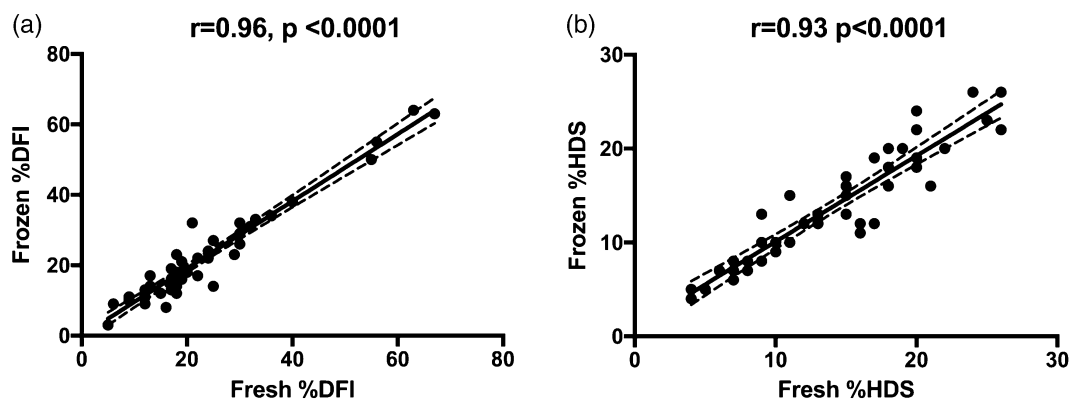 (a)
r=0.96, p <0.0001
80
60
40
20
0
Frozen %DFI
0 20 40 60 80
Fresh %DFI
(b)
r=0.93 p<0.0001
30
20
10
0
Frozen %HDS
0 10 20 30
Fresh %HDS